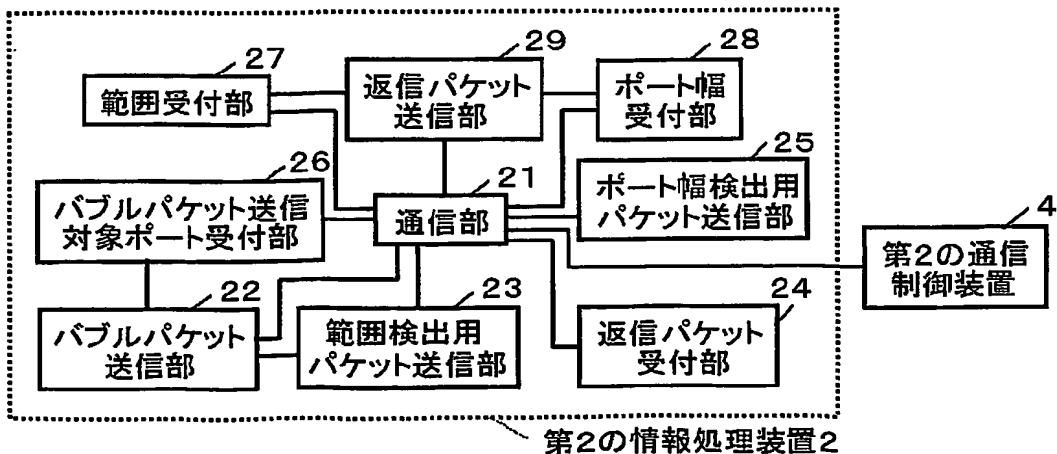 27
範囲受付部
29
返信パケット
送信部
28
ポート幅
受付部
26
バブルパケット送信
対象ポート受付部
21
通信部
25
ポート幅検出用
パケット送信部
4
第2の通信
制御装置
22
バブルパケット
送信部
23
範囲検出用
パケット送信部
24
返信パケット
受付部
第2の情報処理装置2